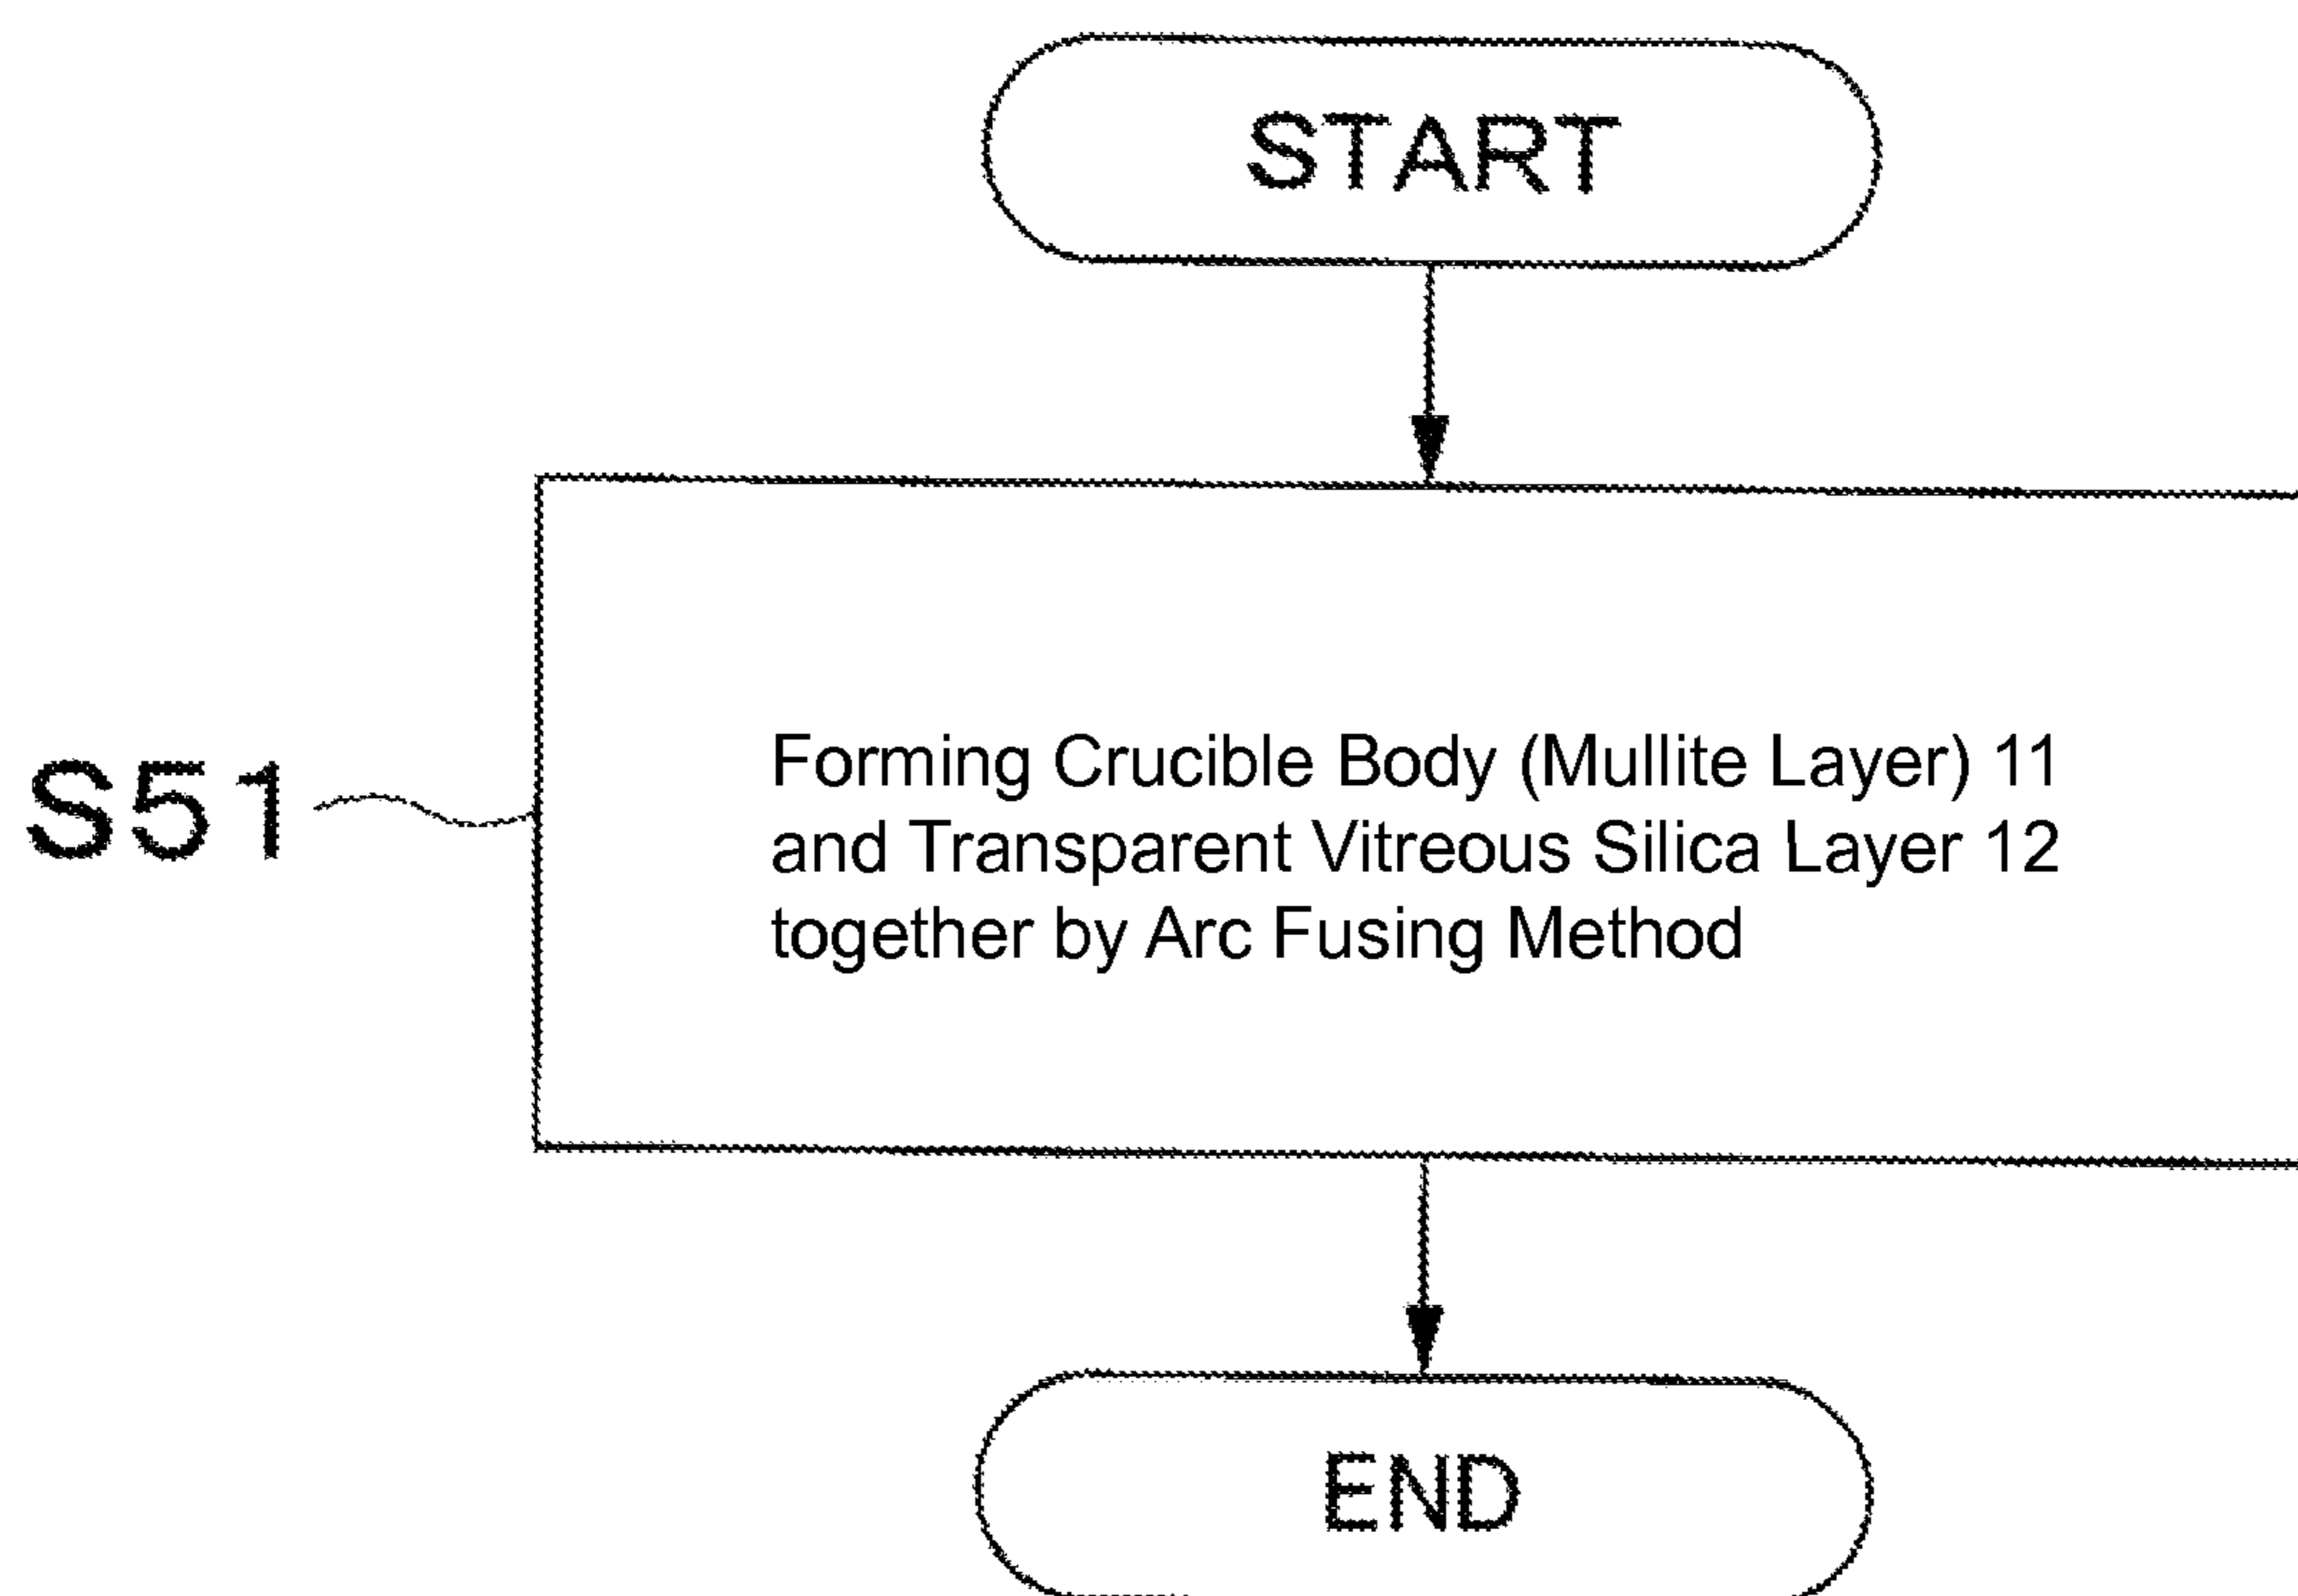 START
S51
Forming Crucible Body (Mullite Layer) 11
and Transparent Vitreous Silica Layer 12
together by Arc Fusing Method
END